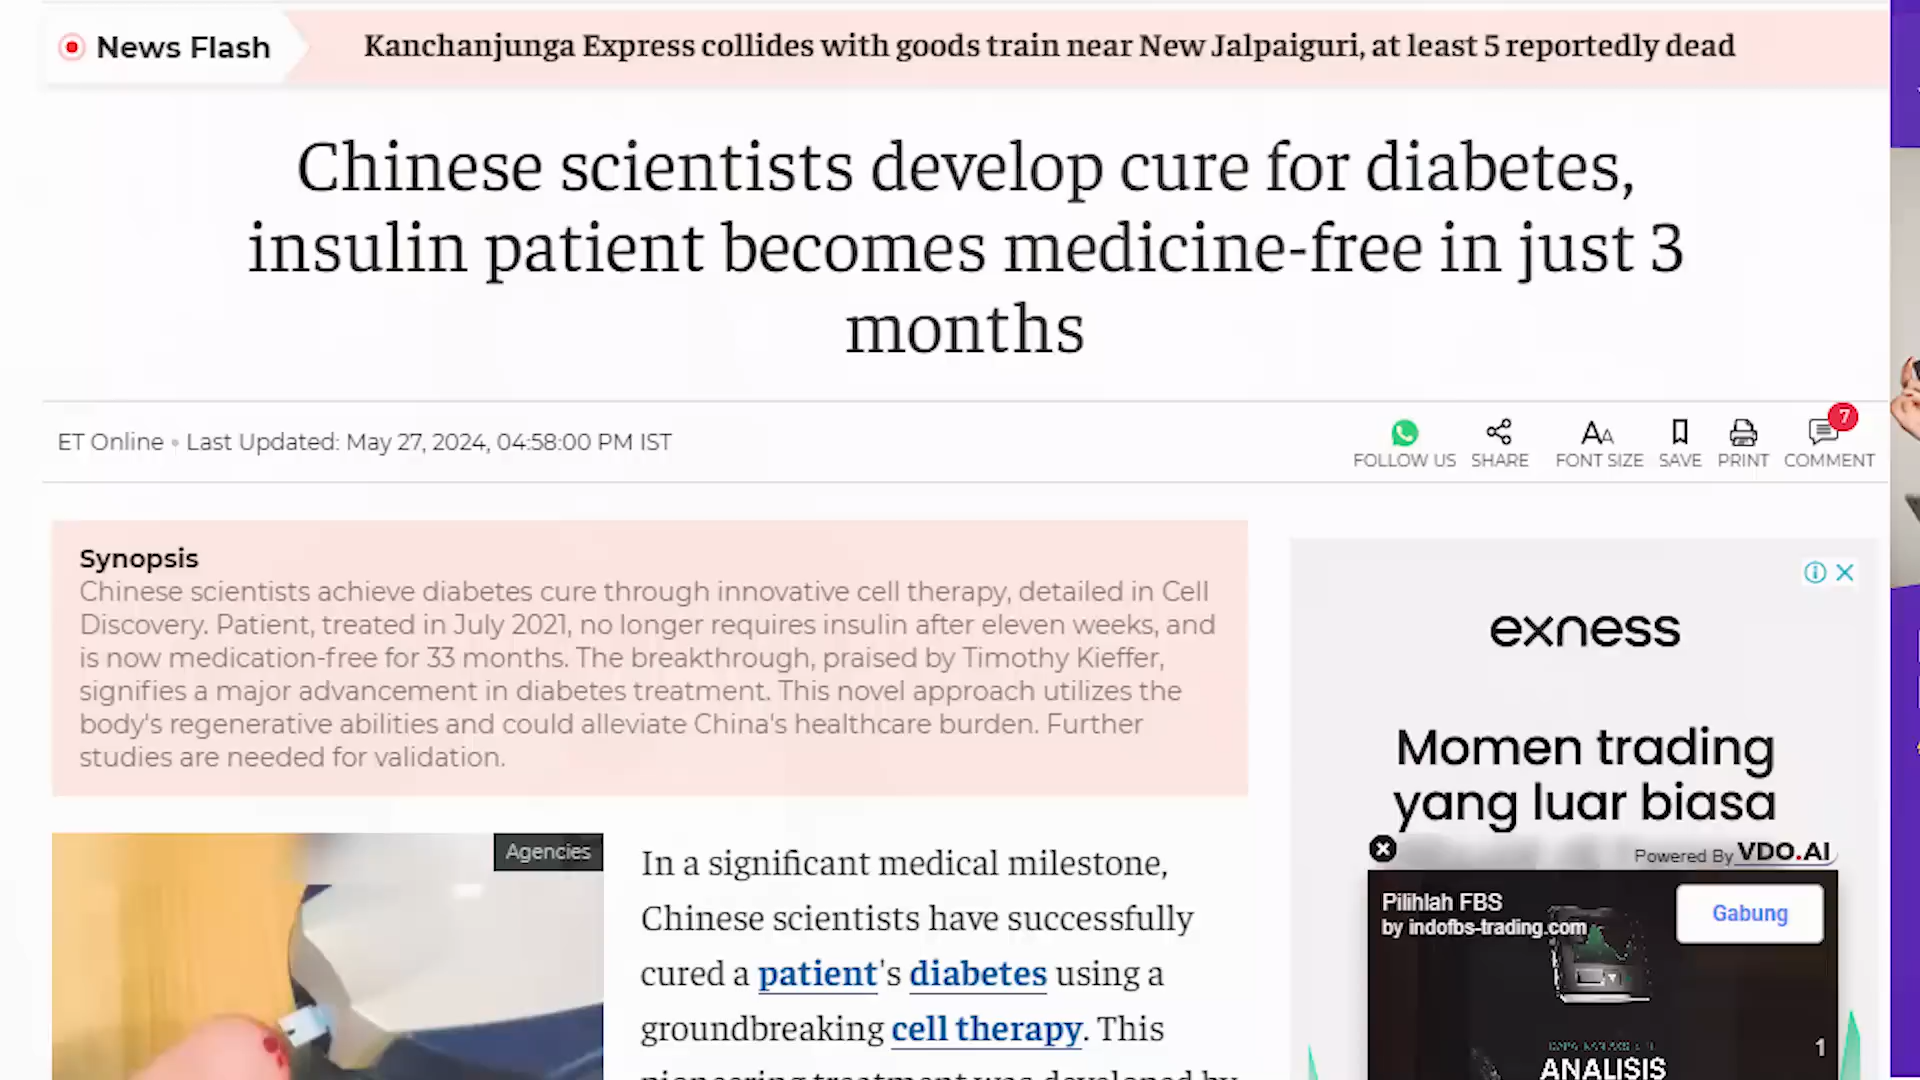 News Flash
Kanchanjunga Express collides with goods train near New Jalpaiguri, at least 5 reportedly dead
Chinese scientists develop cure for diabetes,
insulin patient becomes medicine-free in just 3
months
ET Online • Last Updated: May 27, 2024, 04:58:00 PM IST
FOLLOW US
SHARE
FONT SIZE
SAVE
PRINT
7
COMMENT
Synopsis
Chinese scientists achieve diabetes cure through innovative cell therapy, detailed in Cell
Discovery. Patient, treated in July 2021, no longer requires insulin after eleven weeks, and
is now medication-free for 33 months. The breakthrough, praised by Timothy Kieffer,
signifies a major advancement in diabetes treatment. This novel approach utilizes the
body's regenerative abilities and could alleviate China's healthcare burden. Further
studies are needed for validation.
Agencies
In a significant medical milestone,
Chinese scientists have successfully
cured a patient's diabetes using a
groundbreaking cell therapy. This
pioneering treatment was developed by
exness
Momen trading
yang luar biasa
Powered By VDO.AI
Pilihlah FBS
by indofbs-trading.com
Gabung
ANALISIS
1